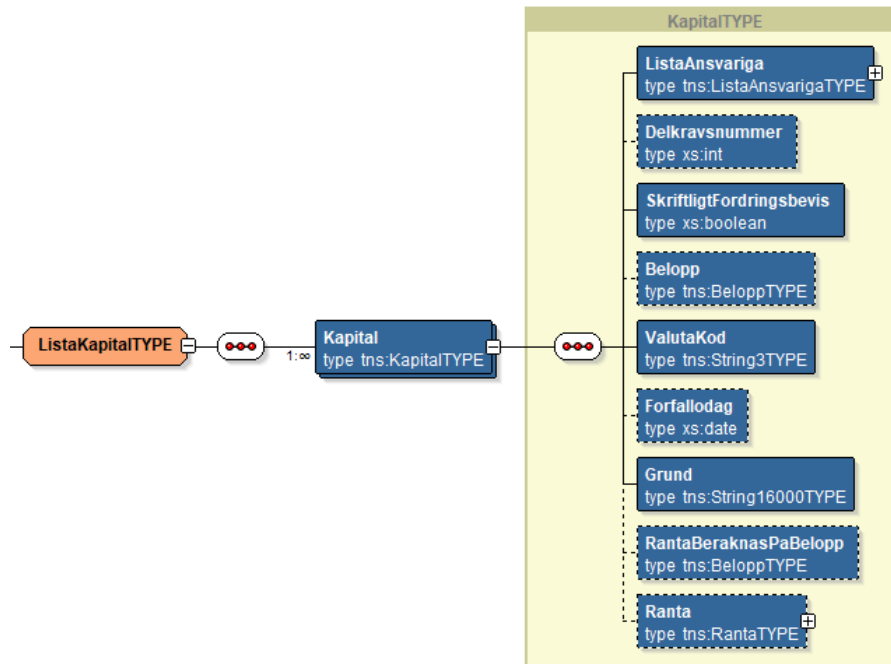 KapitalTYPE
ListaAnsvariga
type tns:ListaAnsvarigaTYPE
Delkravsnummer
type xs:int
SkriftligtFordringsbevis
type xs:boolean
Belopp
type tns:BeloppTYPE
ListaKapitalTYPE
1:∞
Kapital
type tns:KapitalTYPE
ValutaKod
type tns:String3TYPE
Forfallodag
type xs:date
Grund
type tns:String16000TYPE
RantaBeraknasPaBelopp
type tns:BeloppTYPE
Ranta
type tns:RantaTYPE